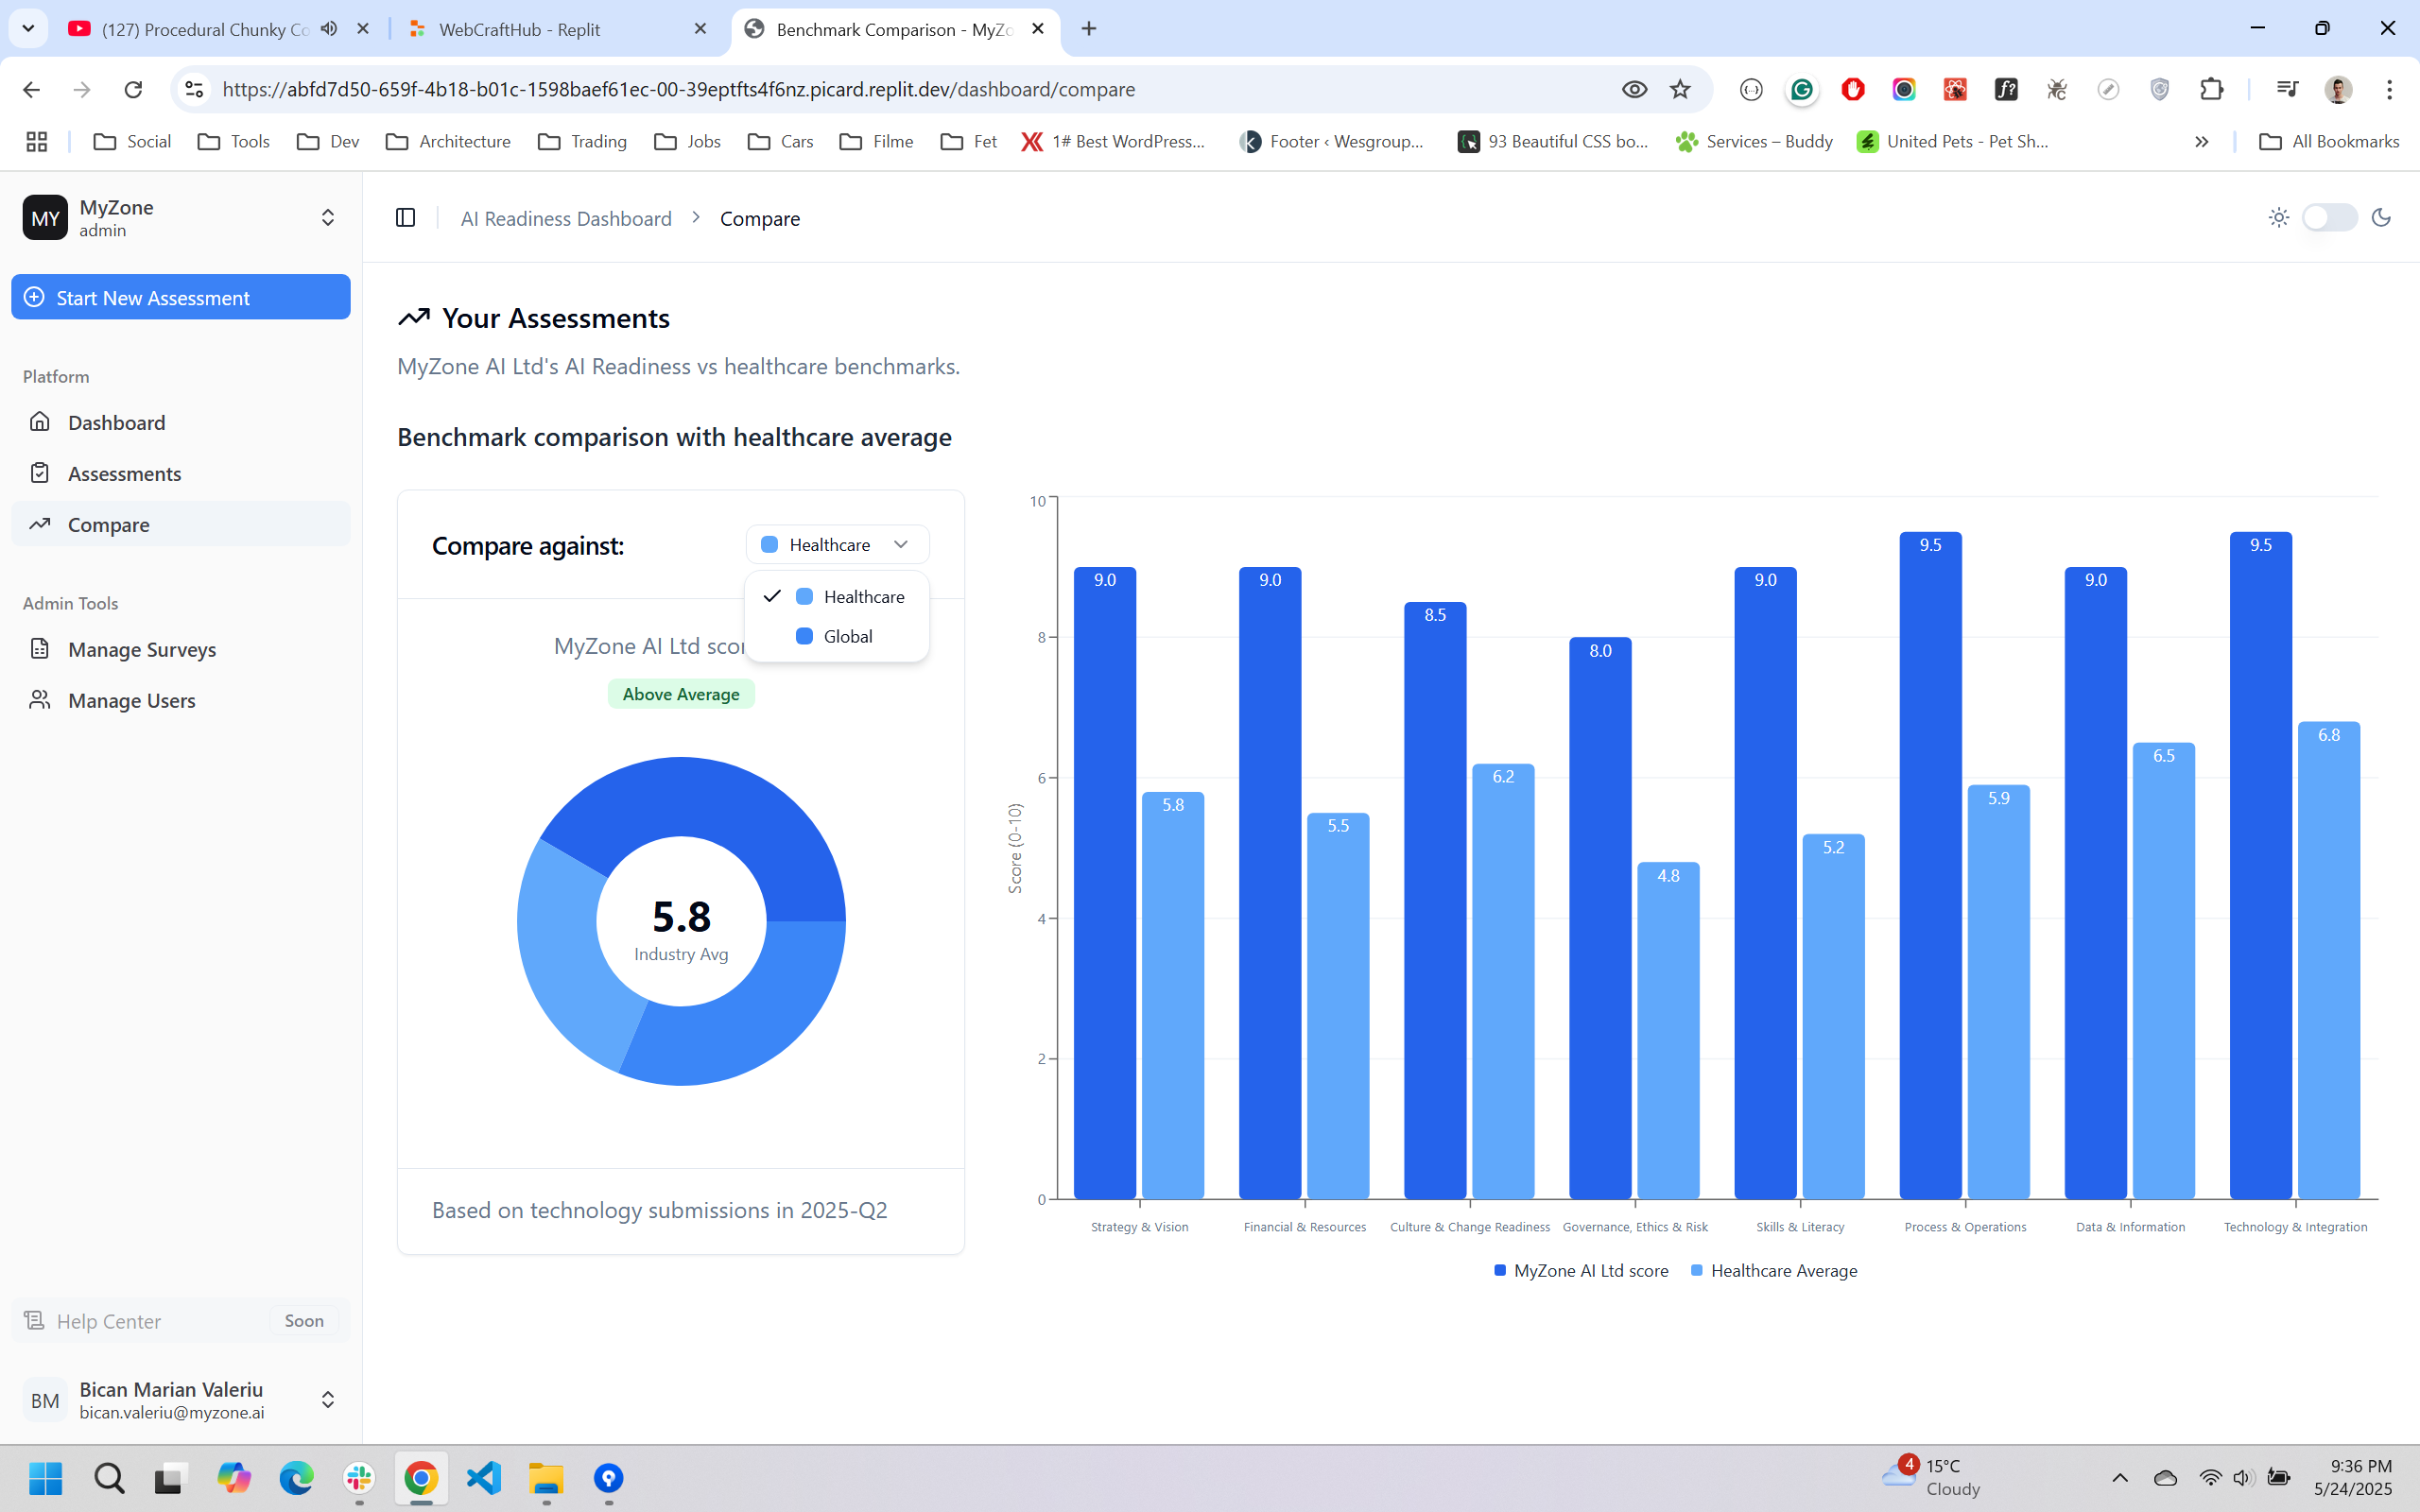 (127) Procedural Chunky Co
WebCraftHub - Replit
Benchmark Comparison - MyZo
https://abfd7d50-659f-4b18-b01c-1598baef61ec-00-39eptfts4f6nz.picard.replit.dev/dashboard/compare
Social
Tools
Dev
Architecture
Trading
Jobs
Cars
Filme
Fet
1# Best WordPress...
Footer ‹ Wesgroup...
93 Beautiful CSS bo...
Services – Buddy
United Pets - Pet Sh...
All Bookmarks
MY
MyZone
admin
AI Readiness Dashboard
Compare
Start New Assessment
Platform
Dashboard
Assessments
Compare
Admin Tools
Manage Surveys
Manage Users
Help Center
Soon
BM
Bican Marian Valeriu
bican.valeriu@myzone.ai
Your Assessments
MyZone AI Ltd's AI Readiness vs healthcare benchmarks.
Benchmark comparison with healthcare average
Compare against:
Healthcare
Healthcare
Global
MyZone AI Ltd
Above Average
5.8
Industry Avg
Based on technology submissions in 2025-Q2
Score (0-10)
10
8
6
4
2
0
9.0
5.8
9.0
5.5
8.5
6.2
8.0
4.8
9.0
5.2
9.5
5.9
9.0
6.5
9.5
6.8
Strategy & Vision
Financial & Resources
Culture & Change Readiness
Governance, Ethics & Risk
Skills & Literacy
Process & Operations
Data & Information
Technology & Integration
MyZone AI Ltd score
Healthcare Average
4
15°C
Cloudy
9:36 PM
5/24/2025